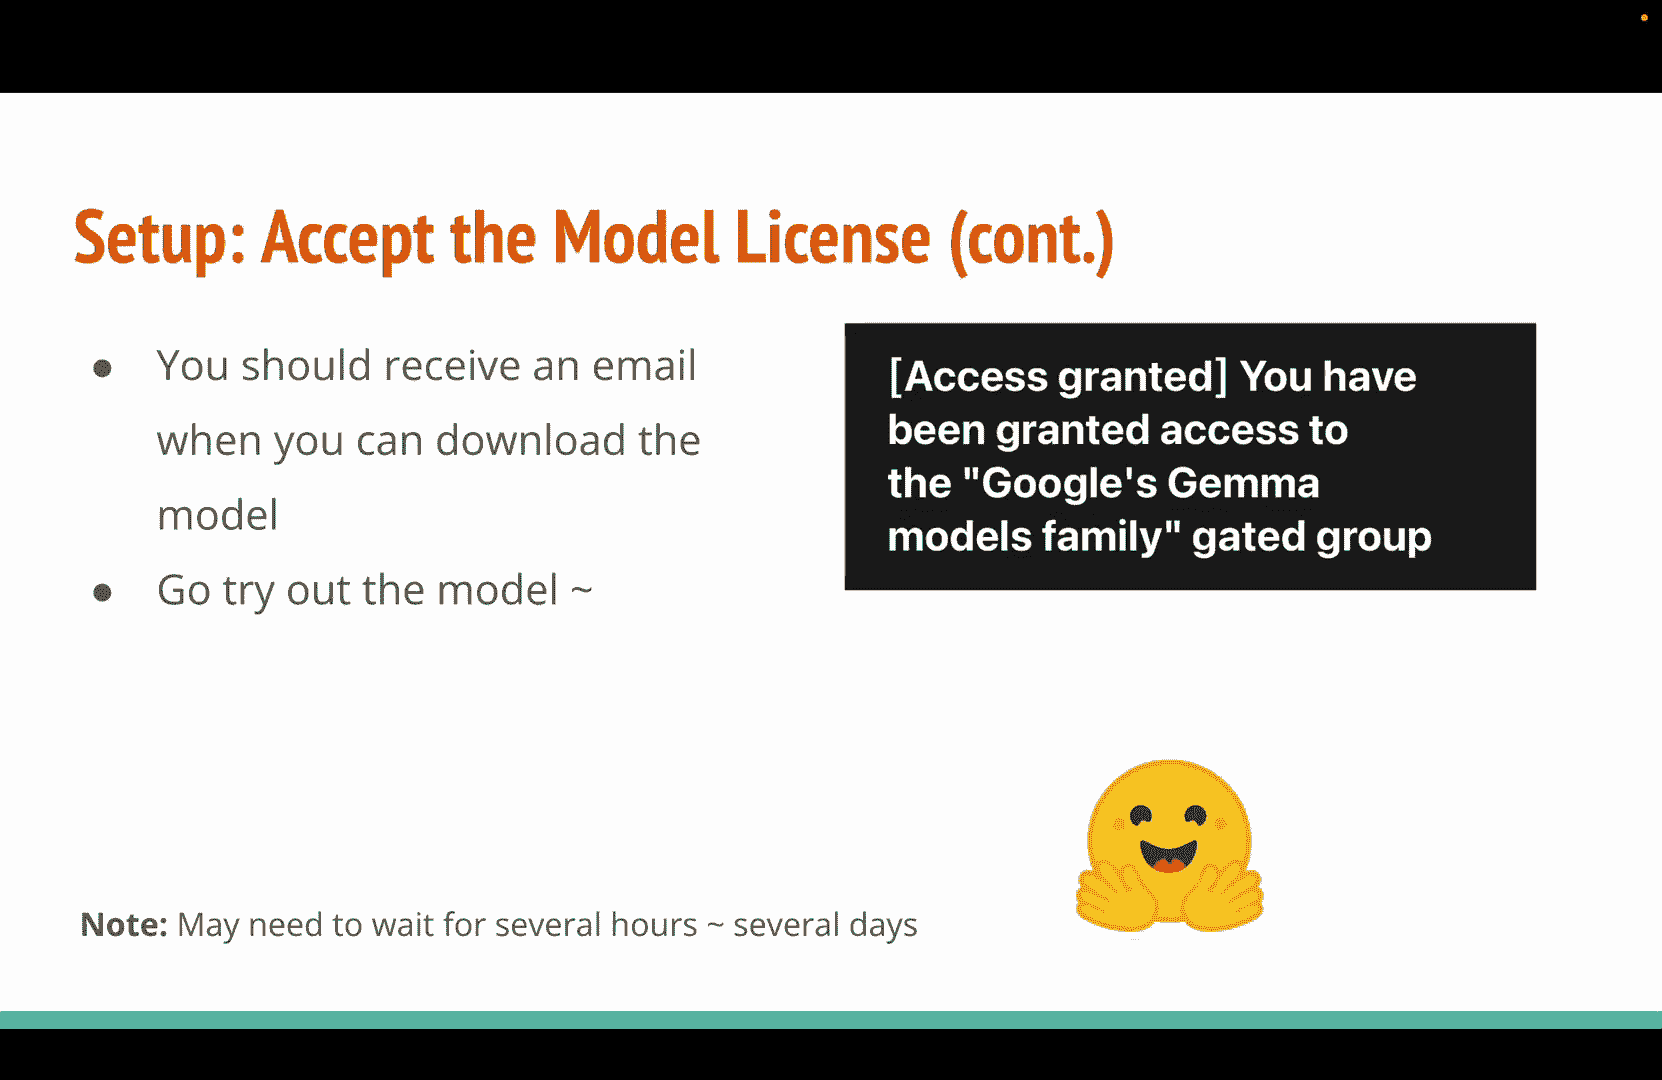 Setup: Accept the Model License (cont.)
● You should receive an email
when you can download the
model
● Go try out the model ~
[Access granted] You have
been granted access to
the "Google's Gemma
models family" gated group
Note: May need to wait for several hours ~ several days